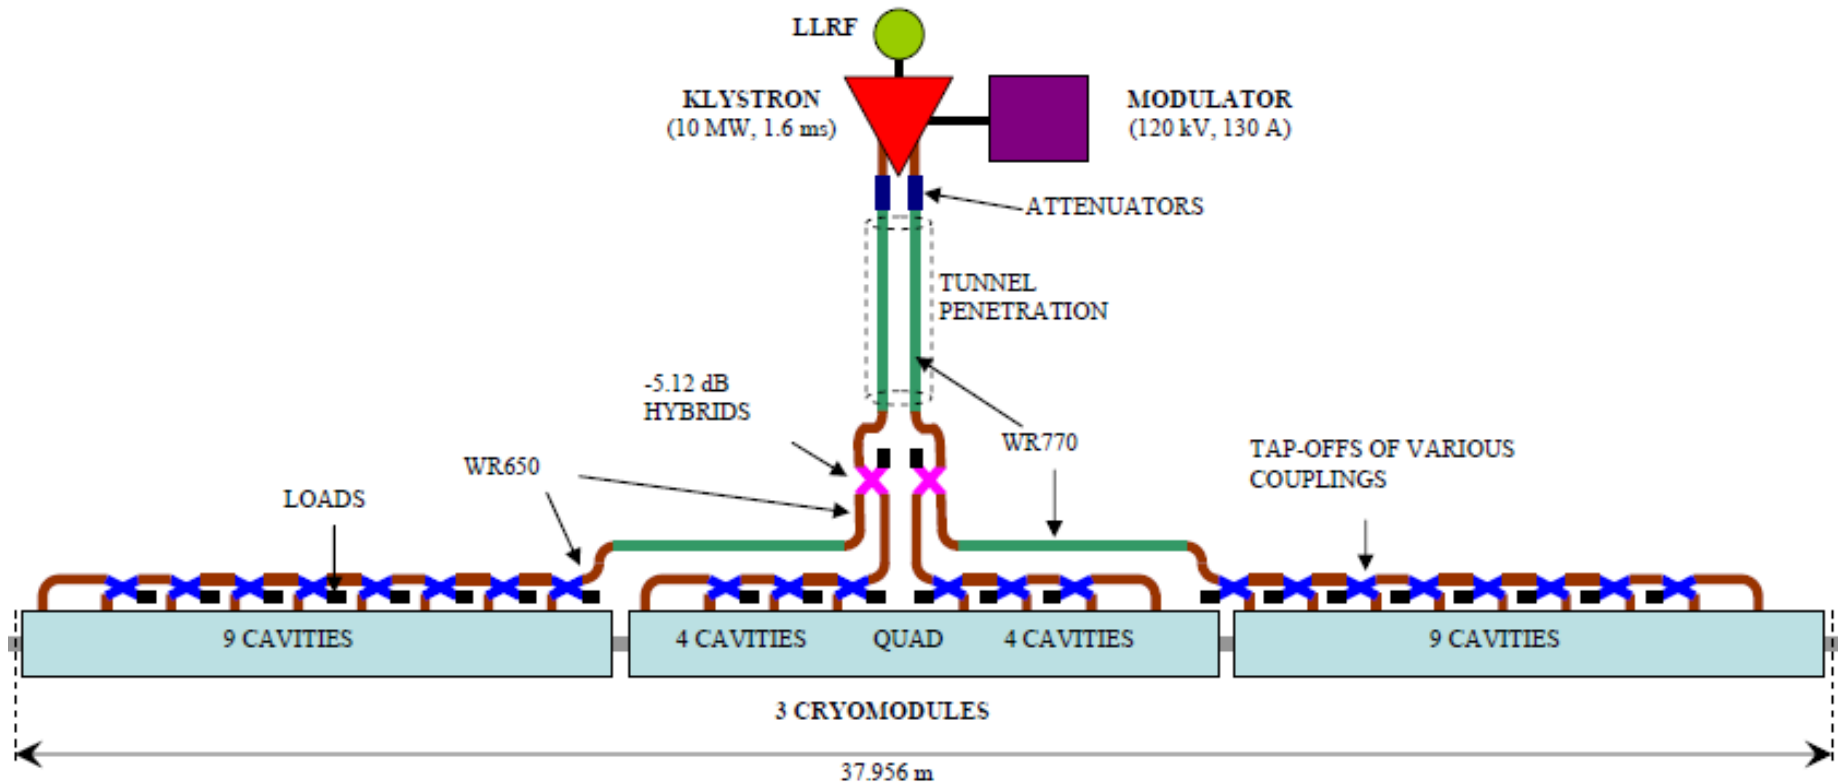 LLRF
KLYSTRON
(10 MW, 1.6 ms)
MODULATOR
(120 kV, 130 A)
ATTENUATORS
TUNNEL
PENETRATION
-5.12 dB
HYBRIDS
WR770
WR650
TAP-OFFS OF VARIOUS
COUPLINGS
LOADS
9 CAVITIES
4 CAVITIES
QUAD
4 CAVITIES
9 CAVITIES
3 CRYOMODULES
37.956 m